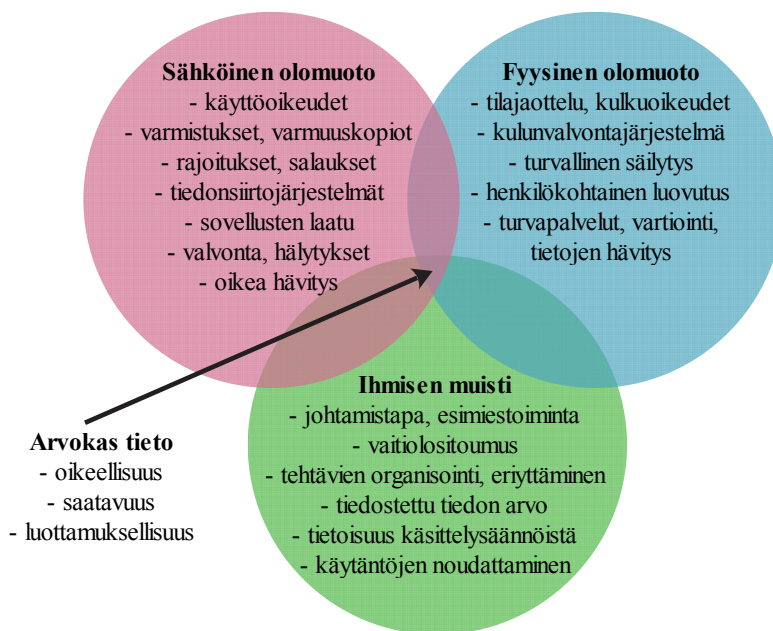 Sähköinen olomuoto
- käyttöoikeudet
- varmistukset, varmuuskopiot
- rajoitukset, salaukset
- tiedonsiirtojärjestelmät
- sovellusten laatu
- valvonta, hälytykset
- oikea hävitys
Fyysinen olomuoto
- tilajaottelu, kulkuoikeudet
- kulunvalvontajärjestelmä
- turvallinen säilytys
- henkilökohtainen luovutus
- turvapalvelut, vartiointi,
tietojen hävitys
Ihmisen muisti
- johtamistapa, esimiestoiminta
- vaitiolositoumus
- tehtävien organisointi, eriyttäminen
- tiedostettu tiedon arvo
- tietoisuus käsittelysäännöistä
- käytäntöjen noudattaminen
Arvokas tieto
- oikeellisuus
- saatavuus
- luottamuksellisuus